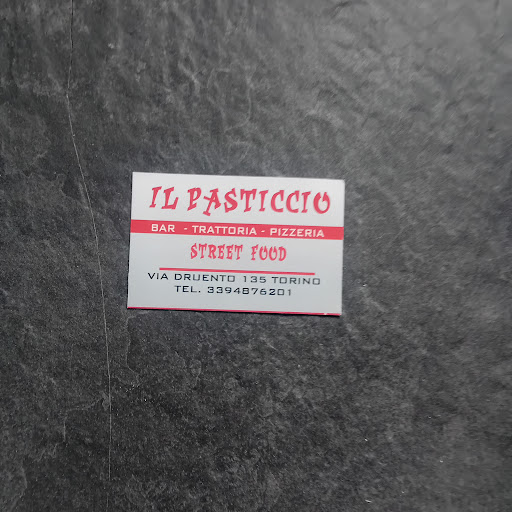 IL PASTICCIO
BAR - TRATTORIA - PIZZERIA
STREET FOOD
VIA DRUENTO 135 TORINO
TEL. 3394876201